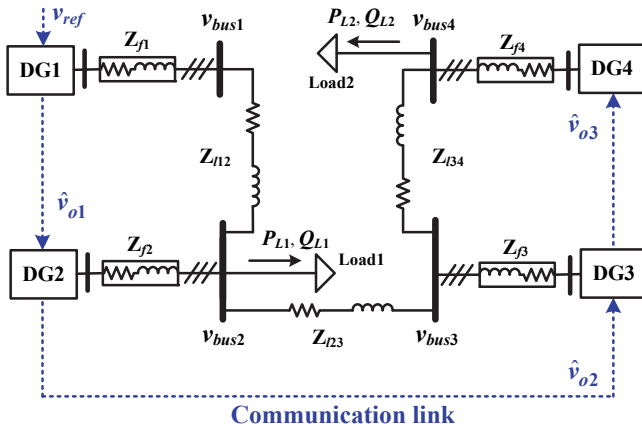 v_ref
Z_f1
v_bus1
P_L2, Q_L2
v_bus4
Z_f4
DG1
Load2
DG4
Z_l12
Z_l34
v̂_o3
v̂_o1
Z_f2
P_L1, Q_L1
Load1
Z_f3
DG2
DG3
v_bus2
Z_l23
v_bus3
v̂_o2
Communication link